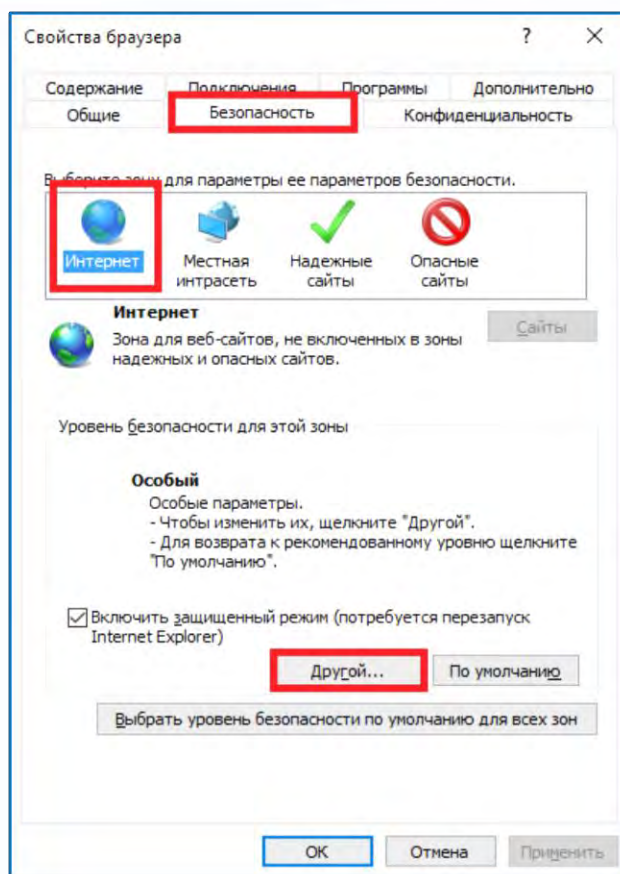 Свойства браузера ? ×
Содержание Подключения Программы Дополнительно
Общие Безопасность Конфиденциальность
Выберите зону для параметры ее параметров безопасности.
Интернет
Местная интрасеть
Надежные сайты
Опасные сайты
Интернет
Сайты
Зона для веб-сайтов, не включенных в зоны
надежных и опасных сайтов.
Уровень безопасности для этой зоны
Особый
Особые параметры.
- Чтобы изменить их, щелкните "Другой".
- Для возврата к рекомендованному уровню щелкните
"По умолчанию".
Включить защищенный режим (потребуется перезапуск
Internet Explorer)
Другой... По умолчанию
Выбрать уровень безопасности по умолчанию для всех зон
ОК Отмена Применить